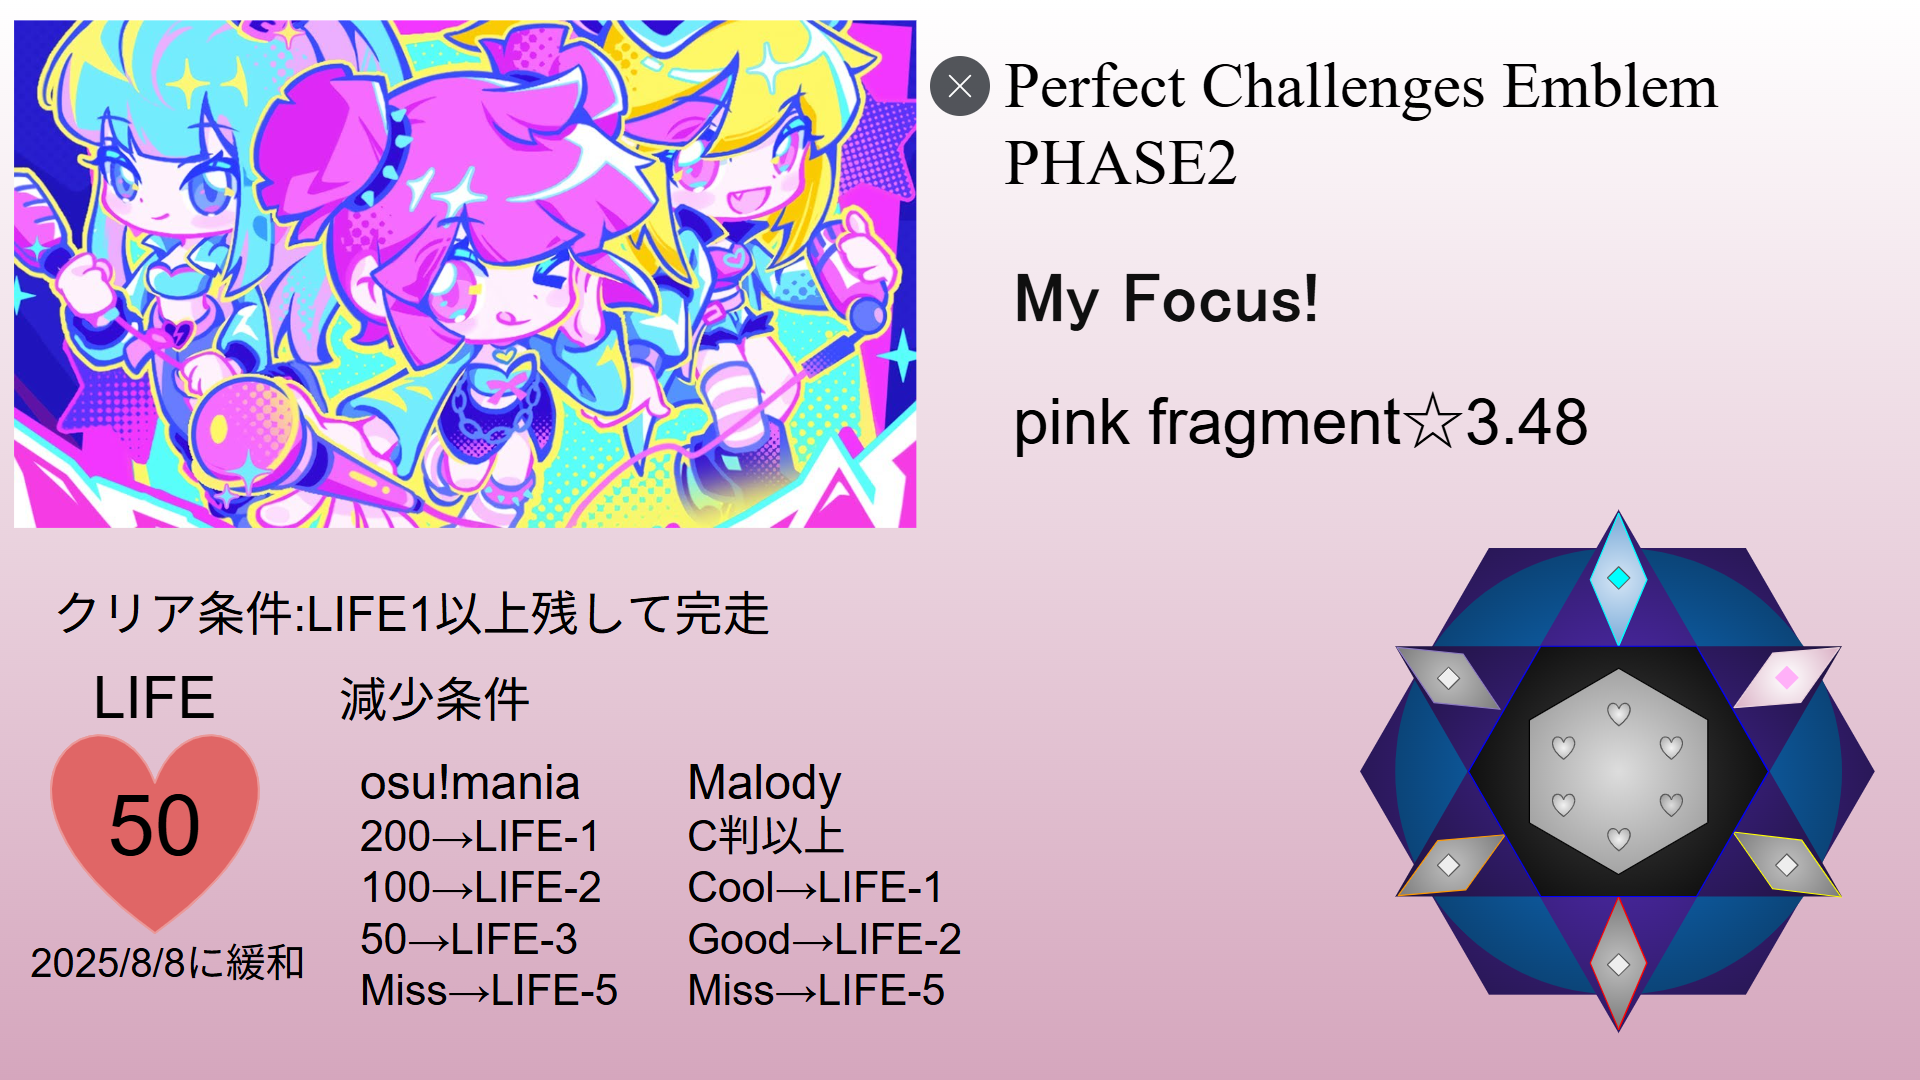 Perfect Challenges Emblem
PHASE2
My Focus!
pink fragment☆3.48
クリア条件:LIFE1以上残して完走
LIFE
50
2025/8/8に緩和
減少条件
osu!mania
200→LIFE-1
100→LIFE-2
50→LIFE-3
Miss→LIFE-5
Malody
C判以上
Cool→LIFE-1
Good→LIFE-2
Miss→LIFE-5